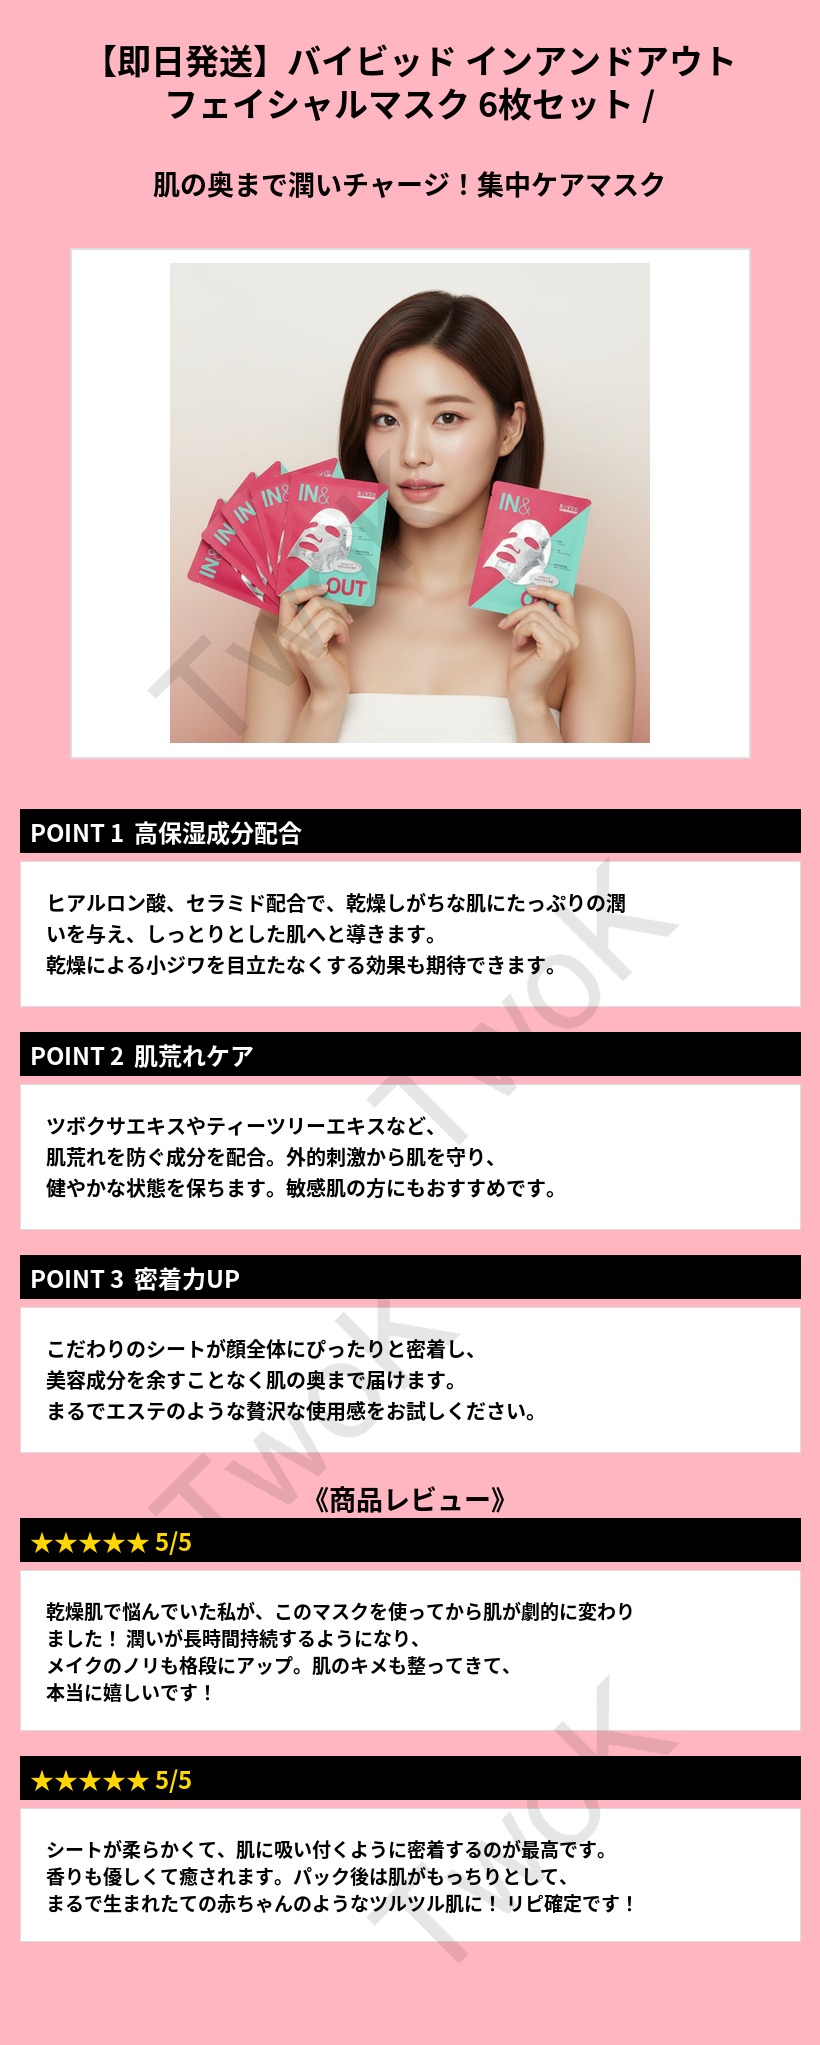 【即日発送】バイビッド インアンドアウト
フェイシャルマスク 6枚セット /
肌の奥まで潤いチャージ！集中ケアマスク
IN&
IN&
IN&
IN&
IN&
BIVID
OUT
IN&
BIVID
TwoK
POINT 1 高保湿成分配合
ヒアルロン酸、セラミド配合で、乾燥しがちな肌にたっぷりの潤
いを与え、しっとりとした肌へと導きます。
乾燥による小ジワを目立たなくする効果も期待できます。
TwoK
POINT 2 肌荒れケア
ツボクサエキスやティーツリーエキスなど、
肌荒れを防ぐ成分を配合。外的刺激から肌を守り、
健やかな状態を保ちます。敏感肌の方にもおすすめです。
POINT 3 密着力UP
こだわりのシートが顔全体にぴったりと密着し、
美容成分を余すことなく肌の奥まで届けます。
まるでエステのような贅沢な使用感をお試しください。
TwoK
《商品レビュー》
★★★★★ 5/5
乾燥肌で悩んでいた私が、このマスクを使ってから肌が劇的に変わり
ました！ 潤いが長時間持続するようになり、
メイクのノリも格段にアップ。肌のキメも整ってきて、
本当に嬉しいです！
★★★★★ 5/5
シートが柔らかくて、肌に吸い付くように密着するのが最高です。
香りも優しくて癒されます。パック後は肌がもっちりとして、
まるで生まれたての赤ちゃんのようなツルツル肌に！ リピ確定です！
TwoK